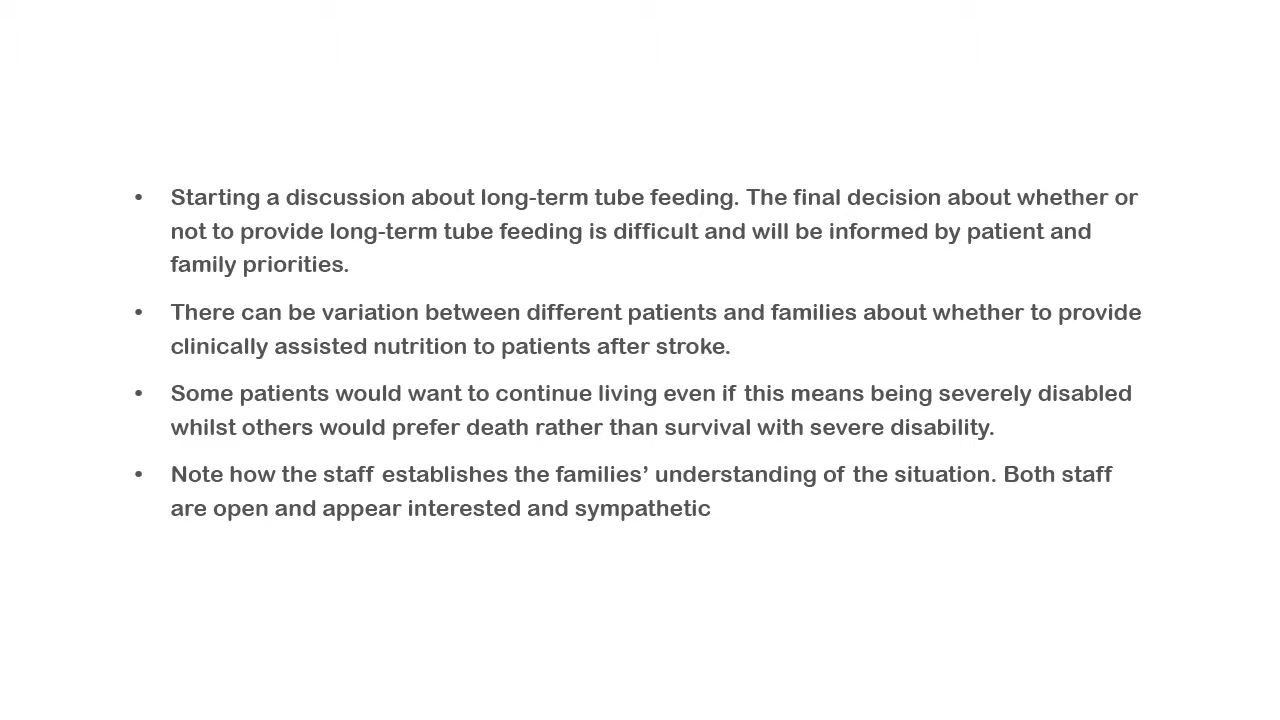 • Starting a discussion about long-term tube feeding. The final decision about whether or
not to provide long-term tube feeding is difficult and will be informed by patient and
family priorities.
• There can be variation between different patients and families about whether to provide
clinically assisted nutrition to patients after stroke.
• Some patients would want to continue living even if this means being severely disabled
whilst others would prefer death rather than survival with severe disability.
• Note how the staff establishes the families’ understanding of the situation. Both staff
are open and appear interested and sympathetic